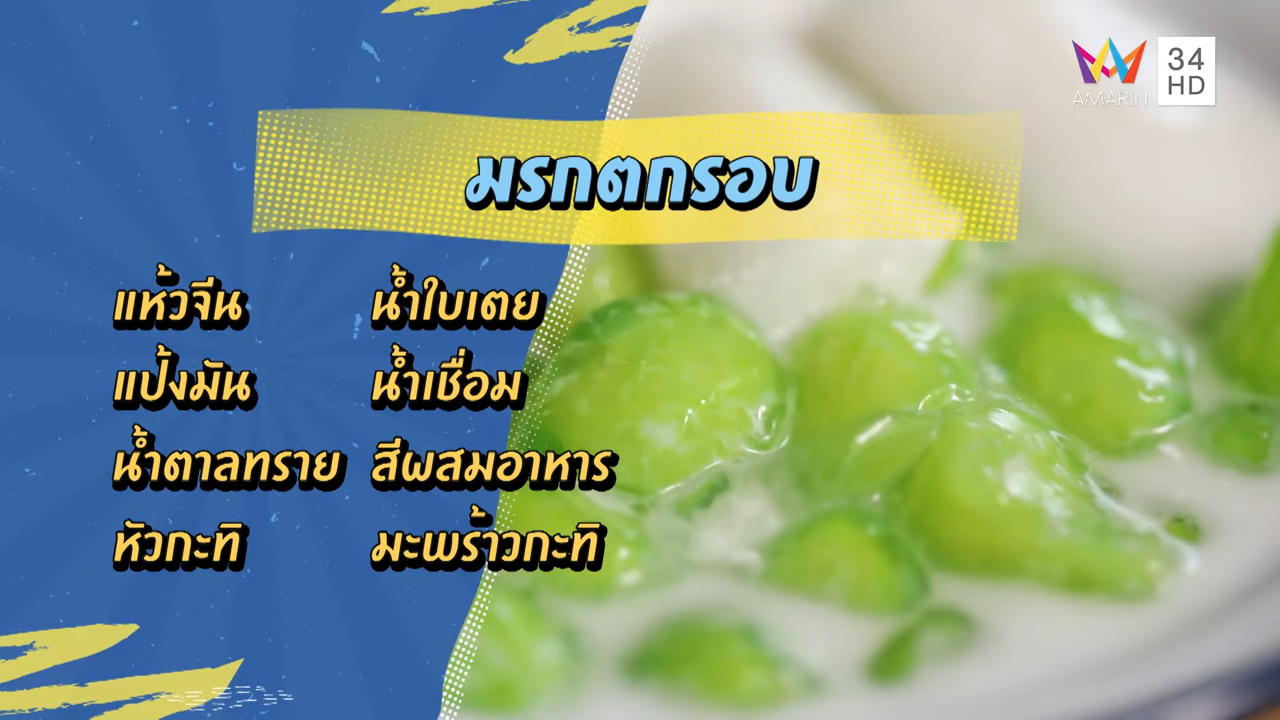 AMARIN
34
HD
มรกตกรอบ
แห้วจีน
แป้งมัน
น้ำตาลทราย
หัวกะทิ
น้ำใบเตย
น้ำเชื่อม
สีผสมอาหาร
มะพร้าวกะทิ